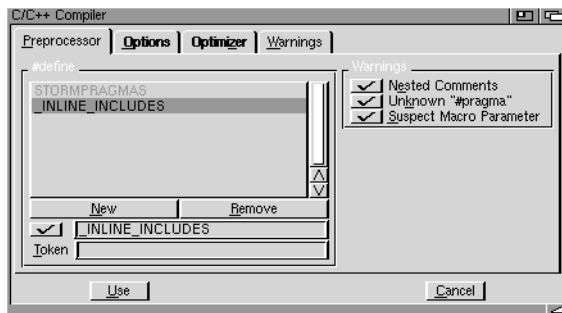 C/C++ Compiler
Preprocessor Options Optimizer Warnings
#define
STORMPRAGMAS
_INLINE_INCLUDES
New Remove
_INLINE_INCLUDES
Token
Warnings
Nested Comments
Unknown "#pragma"
Suspect Macro Parameter
Use Cancel